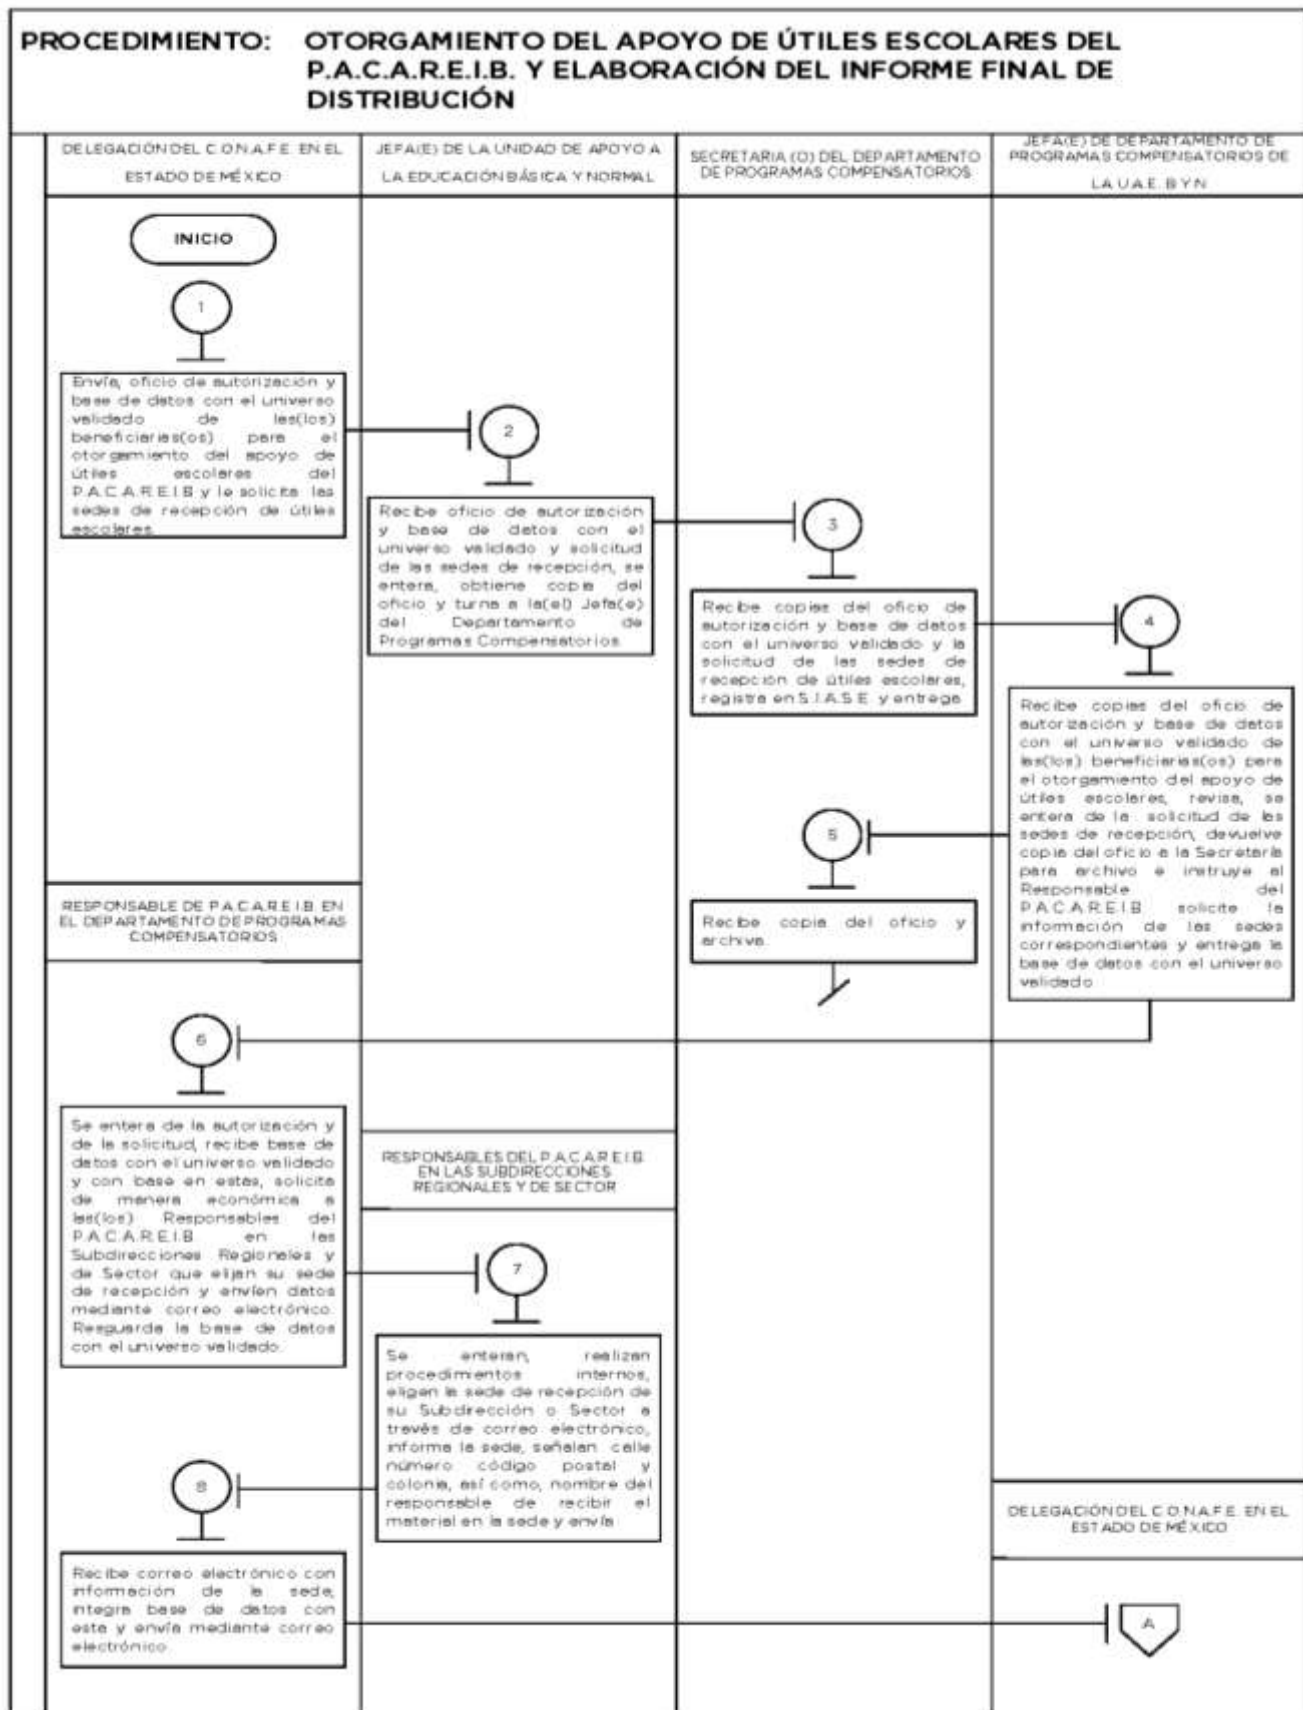 PROCEDIMIENTO: OTORGAMIENTO DEL APOYO DE ÚTILES ESCOLARES DEL
P.A.C.A.R.E.I.B. Y ELABORACIÓN DEL INFORME FINAL DE
DISTRIBUCIÓN
DELEGACIÓN DEL C.O.N.A.F.E. EN EL
ESTADO DE MÉXICO
JEFA(E) DE LA UNIDAD DE APOYO A
LA EDUCACIÓN BÁSICA Y NORMAL
SECRETARIA (O) DEL DEPARTAMENTO
DE PROGRAMAS COMPENSATORIOS
JEFA(E) DE DEPARTAMENTO DE
PROGRAMAS COMPENSATORIOS DE
LA U.A.E. B Y N
INICIO
1
Envía, oficio de autorización y
base de datos con el universo
validado de las(los)
beneficiarias(os) para el
otorgamiento del apoyo de
útiles escolares del
P.A.C.A.R.E.I.B y le solicita las
sedes de recepción de útiles
escolares.
2
Recibe oficio de autorización
y base de datos con el
universo validado y solicitud
de las sedes de recepción, se
entera, obtiene copia del
oficio y turna a la(el) Jefa(e)
del Departamento de
Programas Compensatorios.
3
Recibe copias del oficio de
autorización y base de datos
con el universo validado y la
solicitud de las sedes de
recepción de útiles escolares,
registra en S.I.A.S.E. y entrega.
4
Recibe copias del oficio de
autorización y base de datos
con el universo validado de
las(los) beneficiarias(os) para
el otorgamiento del apoyo de
útiles escolares, revisa, se
entera de la solicitud de las
sedes de recepción, devuelve
copia del oficio a la Secretaría
para archivo e instruye al
Responsable del
P.A.C.A.R.E.I.B. solicite la
información de las sedes
correspondientes y entrega la
base de datos con el universo
validado
5
Recibe copia del oficio y
archiva.
RESPONSABLE DE P.A.C.A.R.E.I.B. EN
EL DEPARTAMENTO DE PROGRAMAS
COMPENSATORIOS
6
Se entera de la autorización y
de la solicitud, recibe base de
datos con el universo validado
y con base en estas, solicita
de manera económica a
las(los) Responsables del
P.A.C.A.R.E.I.B. en las
Subdirecciones Regionales y
de Sector que elijan su sede
de recepción y envíen datos
mediante correo electrónico.
Resguarda la base de datos
con el universo validado.
RESPONSABLES DEL P.A.C.A.R.E.I.B.
EN LAS SUBDIRECCIONES
REGIONALES Y DE SECTOR
7
Se enteran, realizan
procedimientos internos,
eligen la sede de recepción de
su Subdirección o Sector a
través de correo electrónico,
informa la sede, señalan calle
número código postal y
colonia, así como, nombre del
responsable de recibir el
material en la sede y envía
8
Recibe correo electrónico con
información de la sede,
integra base de datos con
esta y envía mediante correo
electrónico.
DELEGACIÓN DEL C.O.N.A.F.E. EN EL
ESTADO DE MÉXICO
A